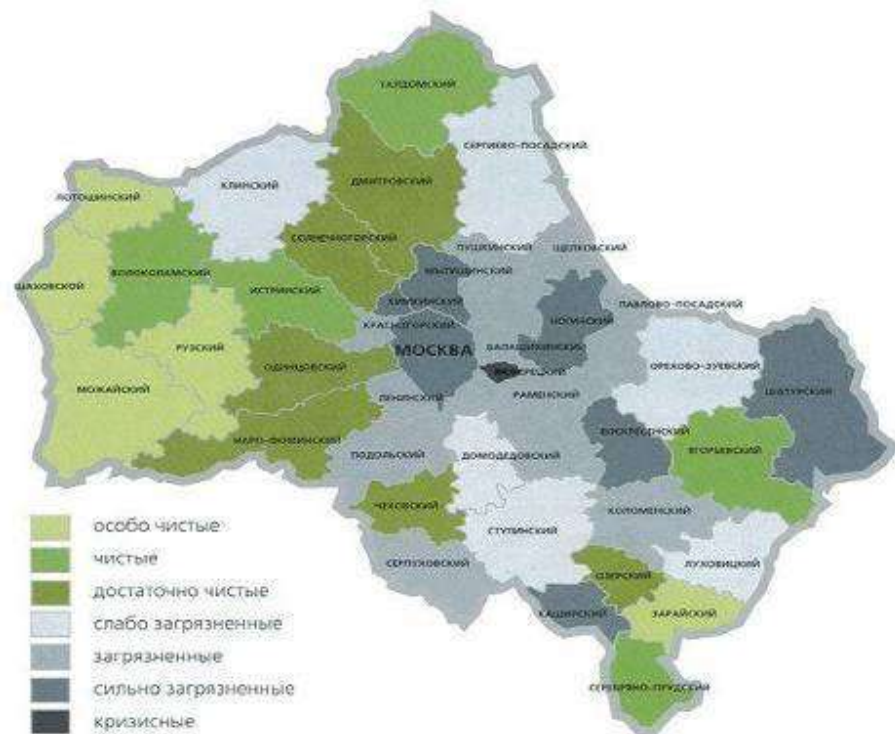 ТАЛДОМСКИЙ
СЕРГИЕВО-ПОСАДСКИЙ
КЛИНСКИЙ
ДМИТРОВСКИЙ
ЛОТОШИНСКИЙ
СОЛНЕЧНОГОРСКИЙ
ПУШКИНСКИЙ
ЩЕЛКОВСКИЙ
ВОЛОКОЛАМСКИЙ
МЫТИЩИНСКИЙ
ШАХОВСКОЙ
ИСТРИНСКИЙ
ХИМКИНСКИЙ
ПАВЛОВО-ПОСАДСКИЙ
НОГИНСКИЙ
КРАСНОГОРСКИЙ
РУЗСКИЙ
МОСКВА
БАЛАШИХИНСКИЙ
ОДИНЦОВСКИЙ
ОРЕХОВО-ЗУЕВСКИЙ
МОЖАЙСКИЙ
ЛЕНИНСКИЙ
РАМЕНСКИЙ
ШАТУРСКИЙ
НАРО-ФОМИНСКИЙ
ВОСКРЕСЕНСКИЙ
ПОДОЛЬСКИЙ
ДОМОДЕДОВСКИЙ
ЕГОРЬЕВСКИЙ
ЧЕХОВСКИЙ
КОЛОМЕНСКИЙ
СТУПИНСКИЙ
СЕРПУХОВСКИЙ
ЛУХОВИЦКИЙ
ОЗЕРСКИЙ
КАШИРСКИЙ
ЗАРАЙСКИЙ
СЕРЕБРЯНО-ПРУДСКИЙ
особо чистые
чистые
достаточно чистые
слабо загрязненные
загрязненные
сильно загрязненные
кризисные